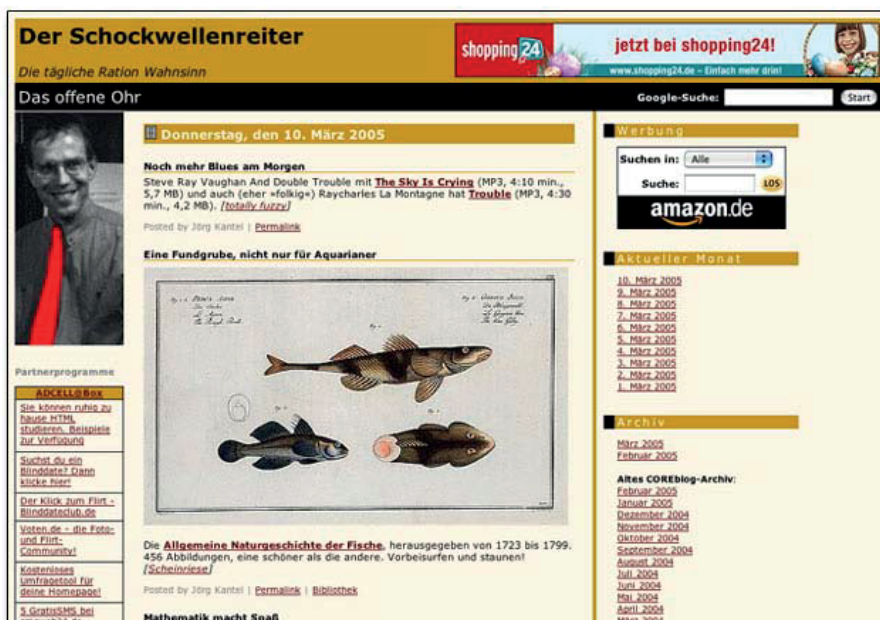 Der Schockwellenreiter
Die tägliche Ration Wahnsinn
shopping 24
jetzt bei shopping24!
www.shopping24.de – Einfach mehr drin!
Das offene Ohr
Google-Suche:
Start
Donnerstag, den 10. März 2005
Noch mehr Blues am Morgen
Steve Ray Vaughan And Double Trouble mit The Sky Is Crying (MP3, 4:10 min.,
5,7 MB) und auch (eher »folkig«) Raycharles La Montagne hat Trouble (MP3, 4:30
min., 4,2 MB). [totally fuzzy]
Posted by Jörg Kantel | Permalink
Eine Fundgrube, nicht nur für Aquarianer
Die Allgemeine Naturgeschichte der Fische, herausgegeben von 1723 bis 1799.
456 Abbildungen, eine schöner als die andere. Vorbeisurfen und staunen!
[Scheinriese]
Posted by Jörg Kantel | Permalink | Bibliothek
Mathematik macht Spaß
Partnerprogramme
ADCELL@Box
Sie können ruhig zu
hause HTML
studieren. Beispiele
zur Verfügung
Suchst du ein
Blinddate? Dann
klicke hier!
Der Klick zum Flirt -
Blinddateclub.de
Voten.de - die Foto-
und Flirt-
Community!
Kostenloses
Umfragetool für
deine Homepage!
5 GratisSMS bei
Werbung
Suchen in: Alle
Suche:
LOS
amazon.de
Aktueller Monat
10. März 2005
9. März 2005
8. März 2005
7. März 2005
6. März 2005
5. März 2005
4. März 2005
3. März 2005
2. März 2005
1. März 2005
Archiv
März 2005
Februar 2005
Altes COREblog-Archiv:
Februar 2005
Januar 2005
Dezember 2004
November 2004
Oktober 2004
September 2004
August 2004
Juli 2004
Juni 2004
Mai 2004
April 2004
März 2004